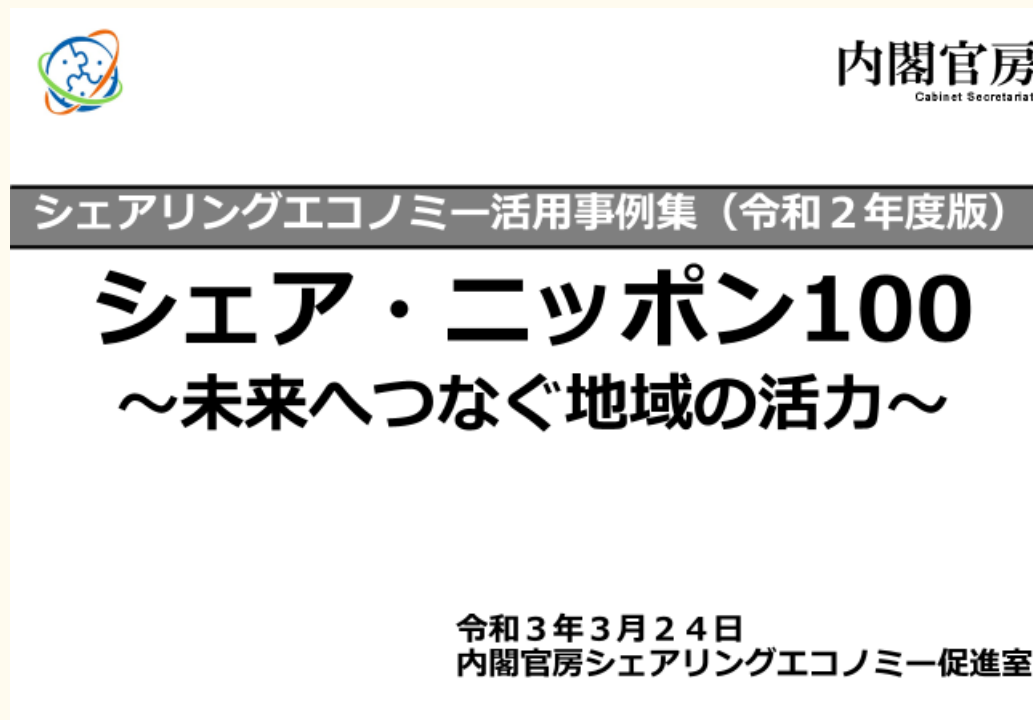 内閣官房
Cabinet Secretariat
シェアリングエコノミー活用事例集（令和２年度版）
シェア・ニッポン100
～未来へつなぐ地域の活力～
令和３年３月２４日
内閣官房シェアリングエコノミー促進室